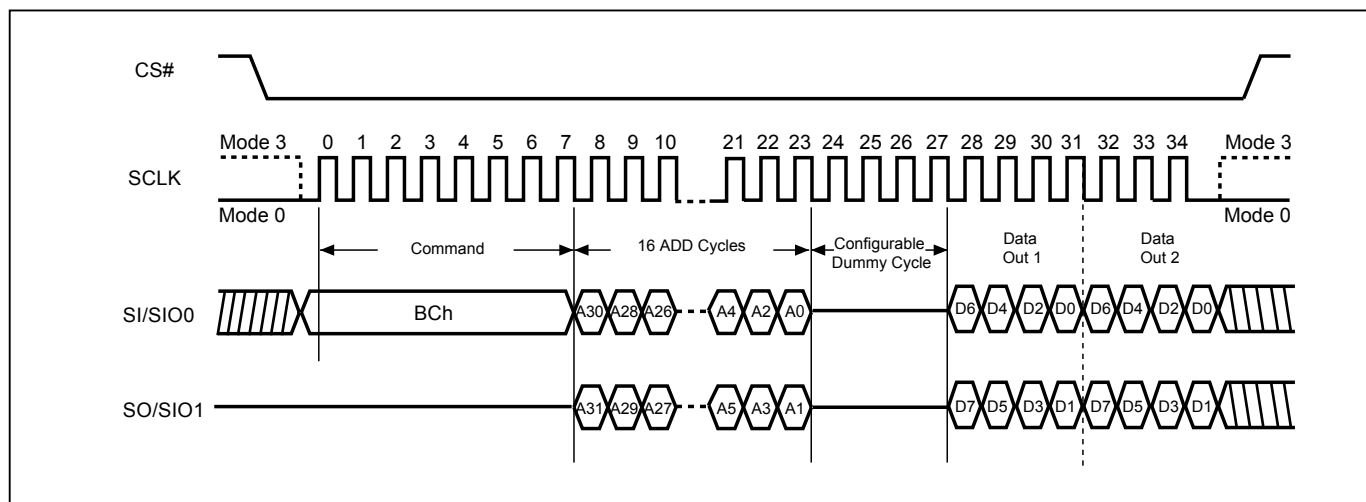 CS#
Mode 3 0 1 2 3 4 5 6 7 8 9 10 21 22 23 24 25 26 27 28 29 30 31 32 33 34 Mode 3
SCLK
Mode 0 Mode 0
Command 16 ADD Cycles Configurable Dummy Cycle Data Out 1 Data Out 2
SI/SIO0 BCh A30 A28 A26 A4 A2 A0 D6 D4 D2 D0 D6 D4 D2 D0
SO/SIO1 A31 A29 A27 A5 A3 A1 D7 D5 D3 D1 D7 D5 D3 D1